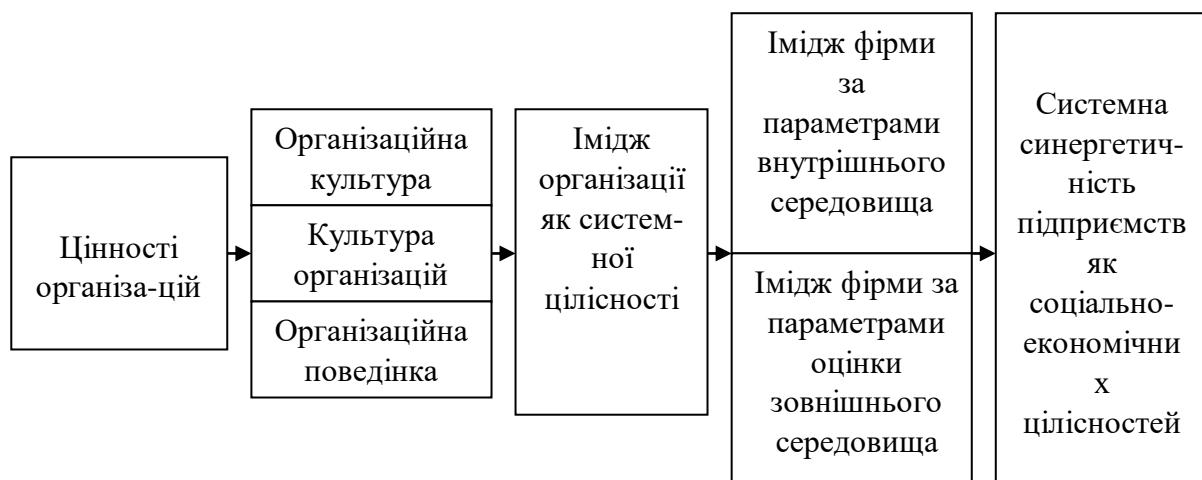 Цінності
організа-цій
Організаційна
культура
Культура
організацій
Організаційна
поведінка
Імідж
організації
як систем-
ної
цілісності
Імідж фірми
за
параметрами
внутрішнього
середовища
Імідж фірми за
параметрами
оцінки
зовнішнього
середовища
Системна
синергетич-
ність
підприємств
як
соціально-
економічни
х
цілісностей